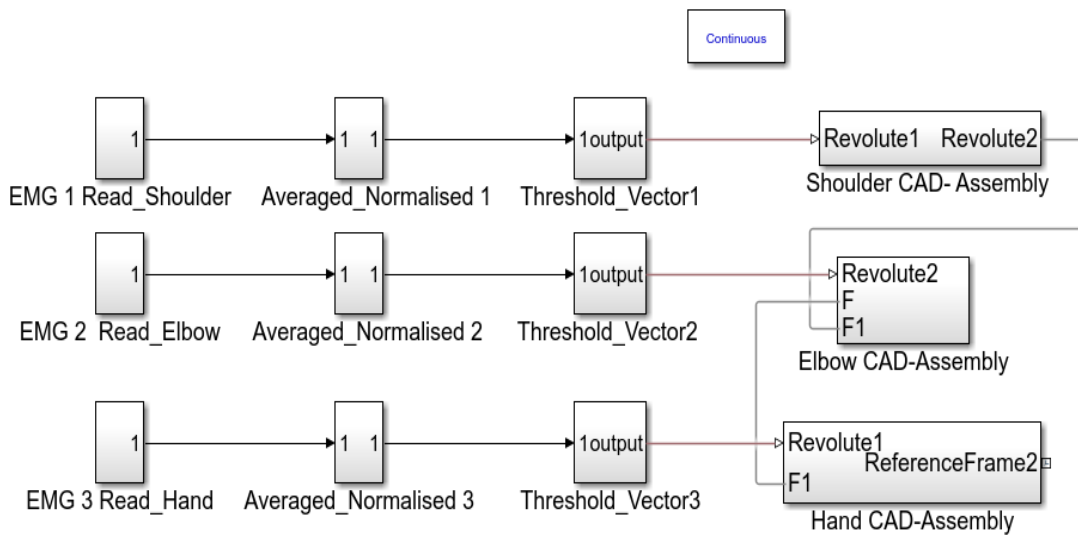 Continuous
1 1 1 1output Revolute1 Revolute2
EMG 1 Read_Shoulder Averaged_Normalised 1 Threshold_Vector1 Shoulder CAD- Assembly
1 1 1 1output Revolute2
F
F1
EMG 2  Read_Elbow Averaged_Normalised 2 Threshold_Vector2 Elbow CAD-Assembly
1 1 1 1output Revolute1
ReferenceFrame2
F1
EMG 3 Read_Hand Averaged_Normalised 3 Threshold_Vector3 Hand CAD-Assembly